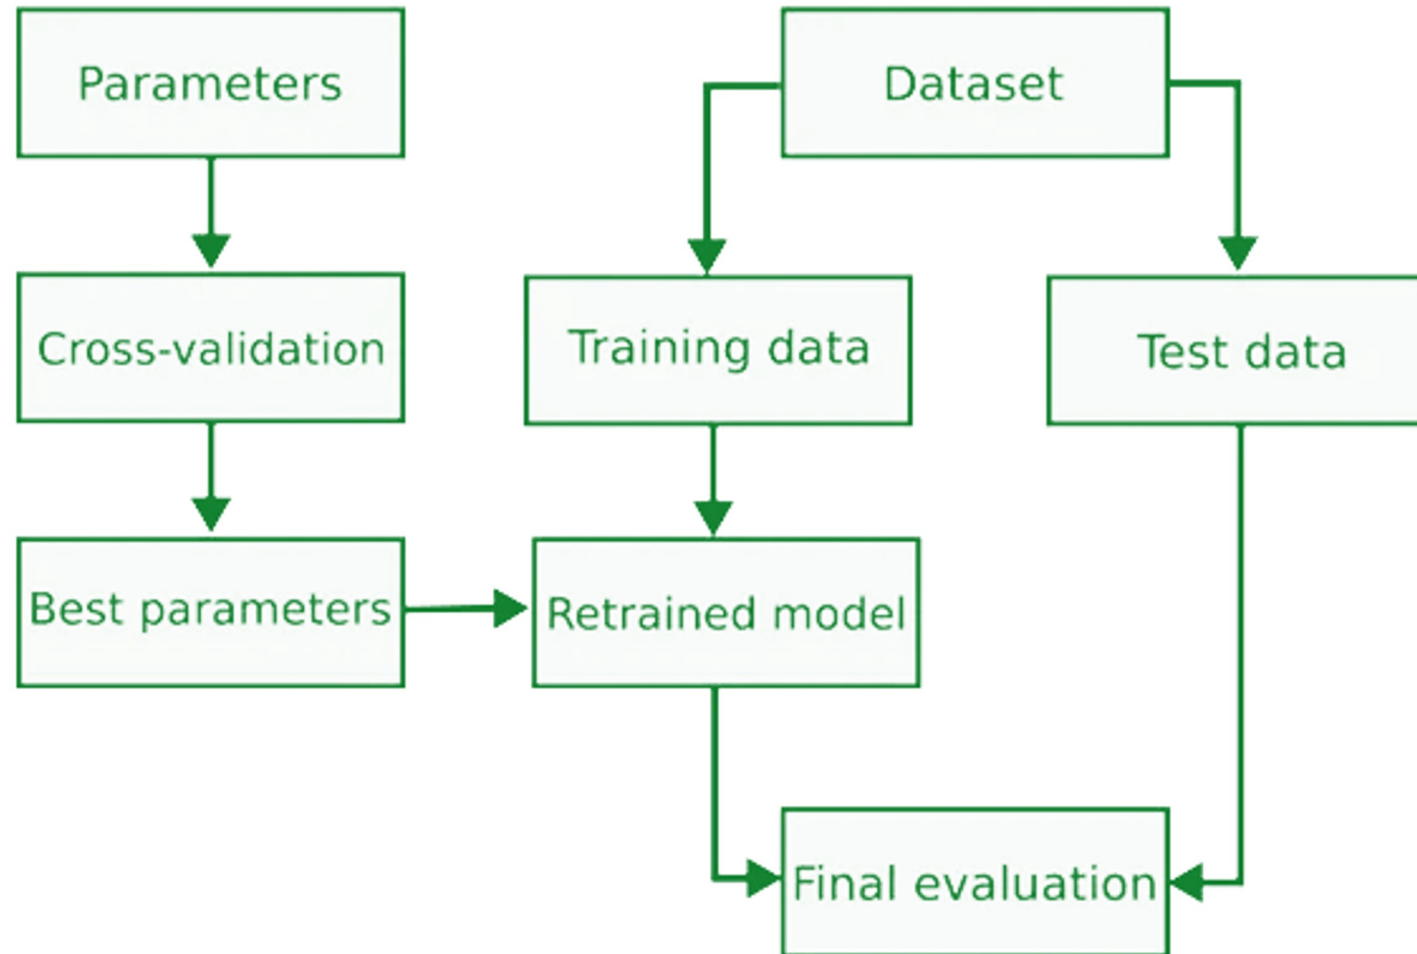 Parameters
Dataset
Cross-validation
Training data
Test data
Best parameters
Retrained model
Final evaluation